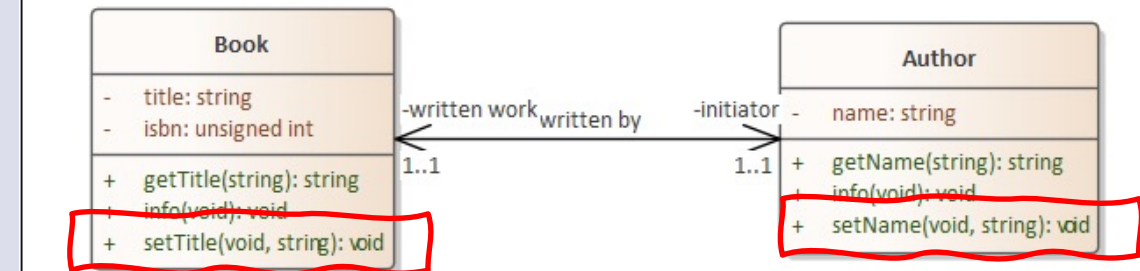 Book
- title: string
- isbn: unsigned int
+ getTitle(string): string
+ info(void): void
+ setTitle(void, string): void
-written work
written by
-initiator
1..1
1..1
Author
- name: string
+ getName(string): string
+ info(void): void
+ setName(void, string): void